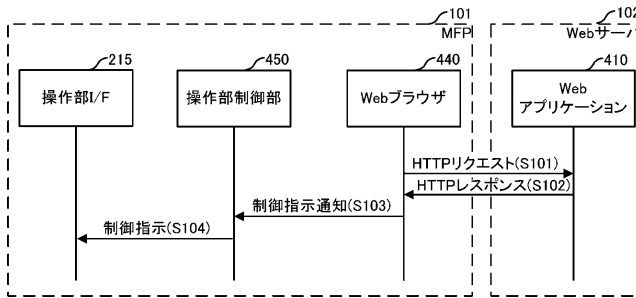 101
MFP
102
Webサーバ
215
操作部I/F
450
操作部制御部
440
Webブラウザ
410
Web
アプリケーション
HTTPリクエスト(S101)
HTTPレスポンス(S102)
制御指示通知(S103)
制御指示(S104)